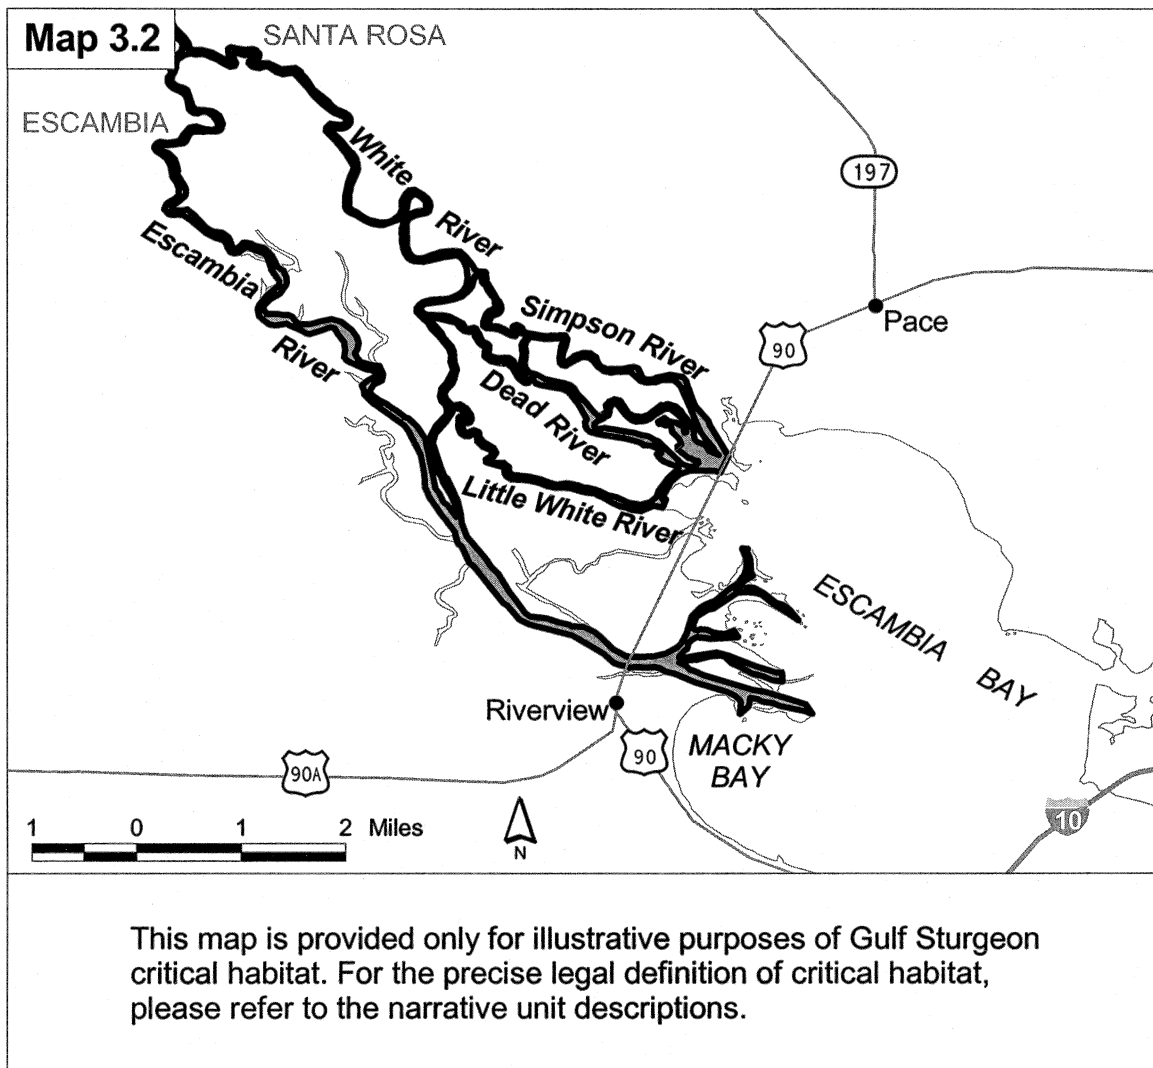 Map 3.2
SANTA ROSA
ESCAMBIA
White
River
197
Escambia
River
Simpson River
Pace
90
Dead River
Little White River
ESCAMBIA
BAY
Riverview
MACKY
BAY
90
90A
10
1 0 1 2 Miles
N
This map is provided only for illustrative purposes of Gulf Sturgeon
critical habitat. For the precise legal definition of critical habitat,
please refer to the narrative unit descriptions.